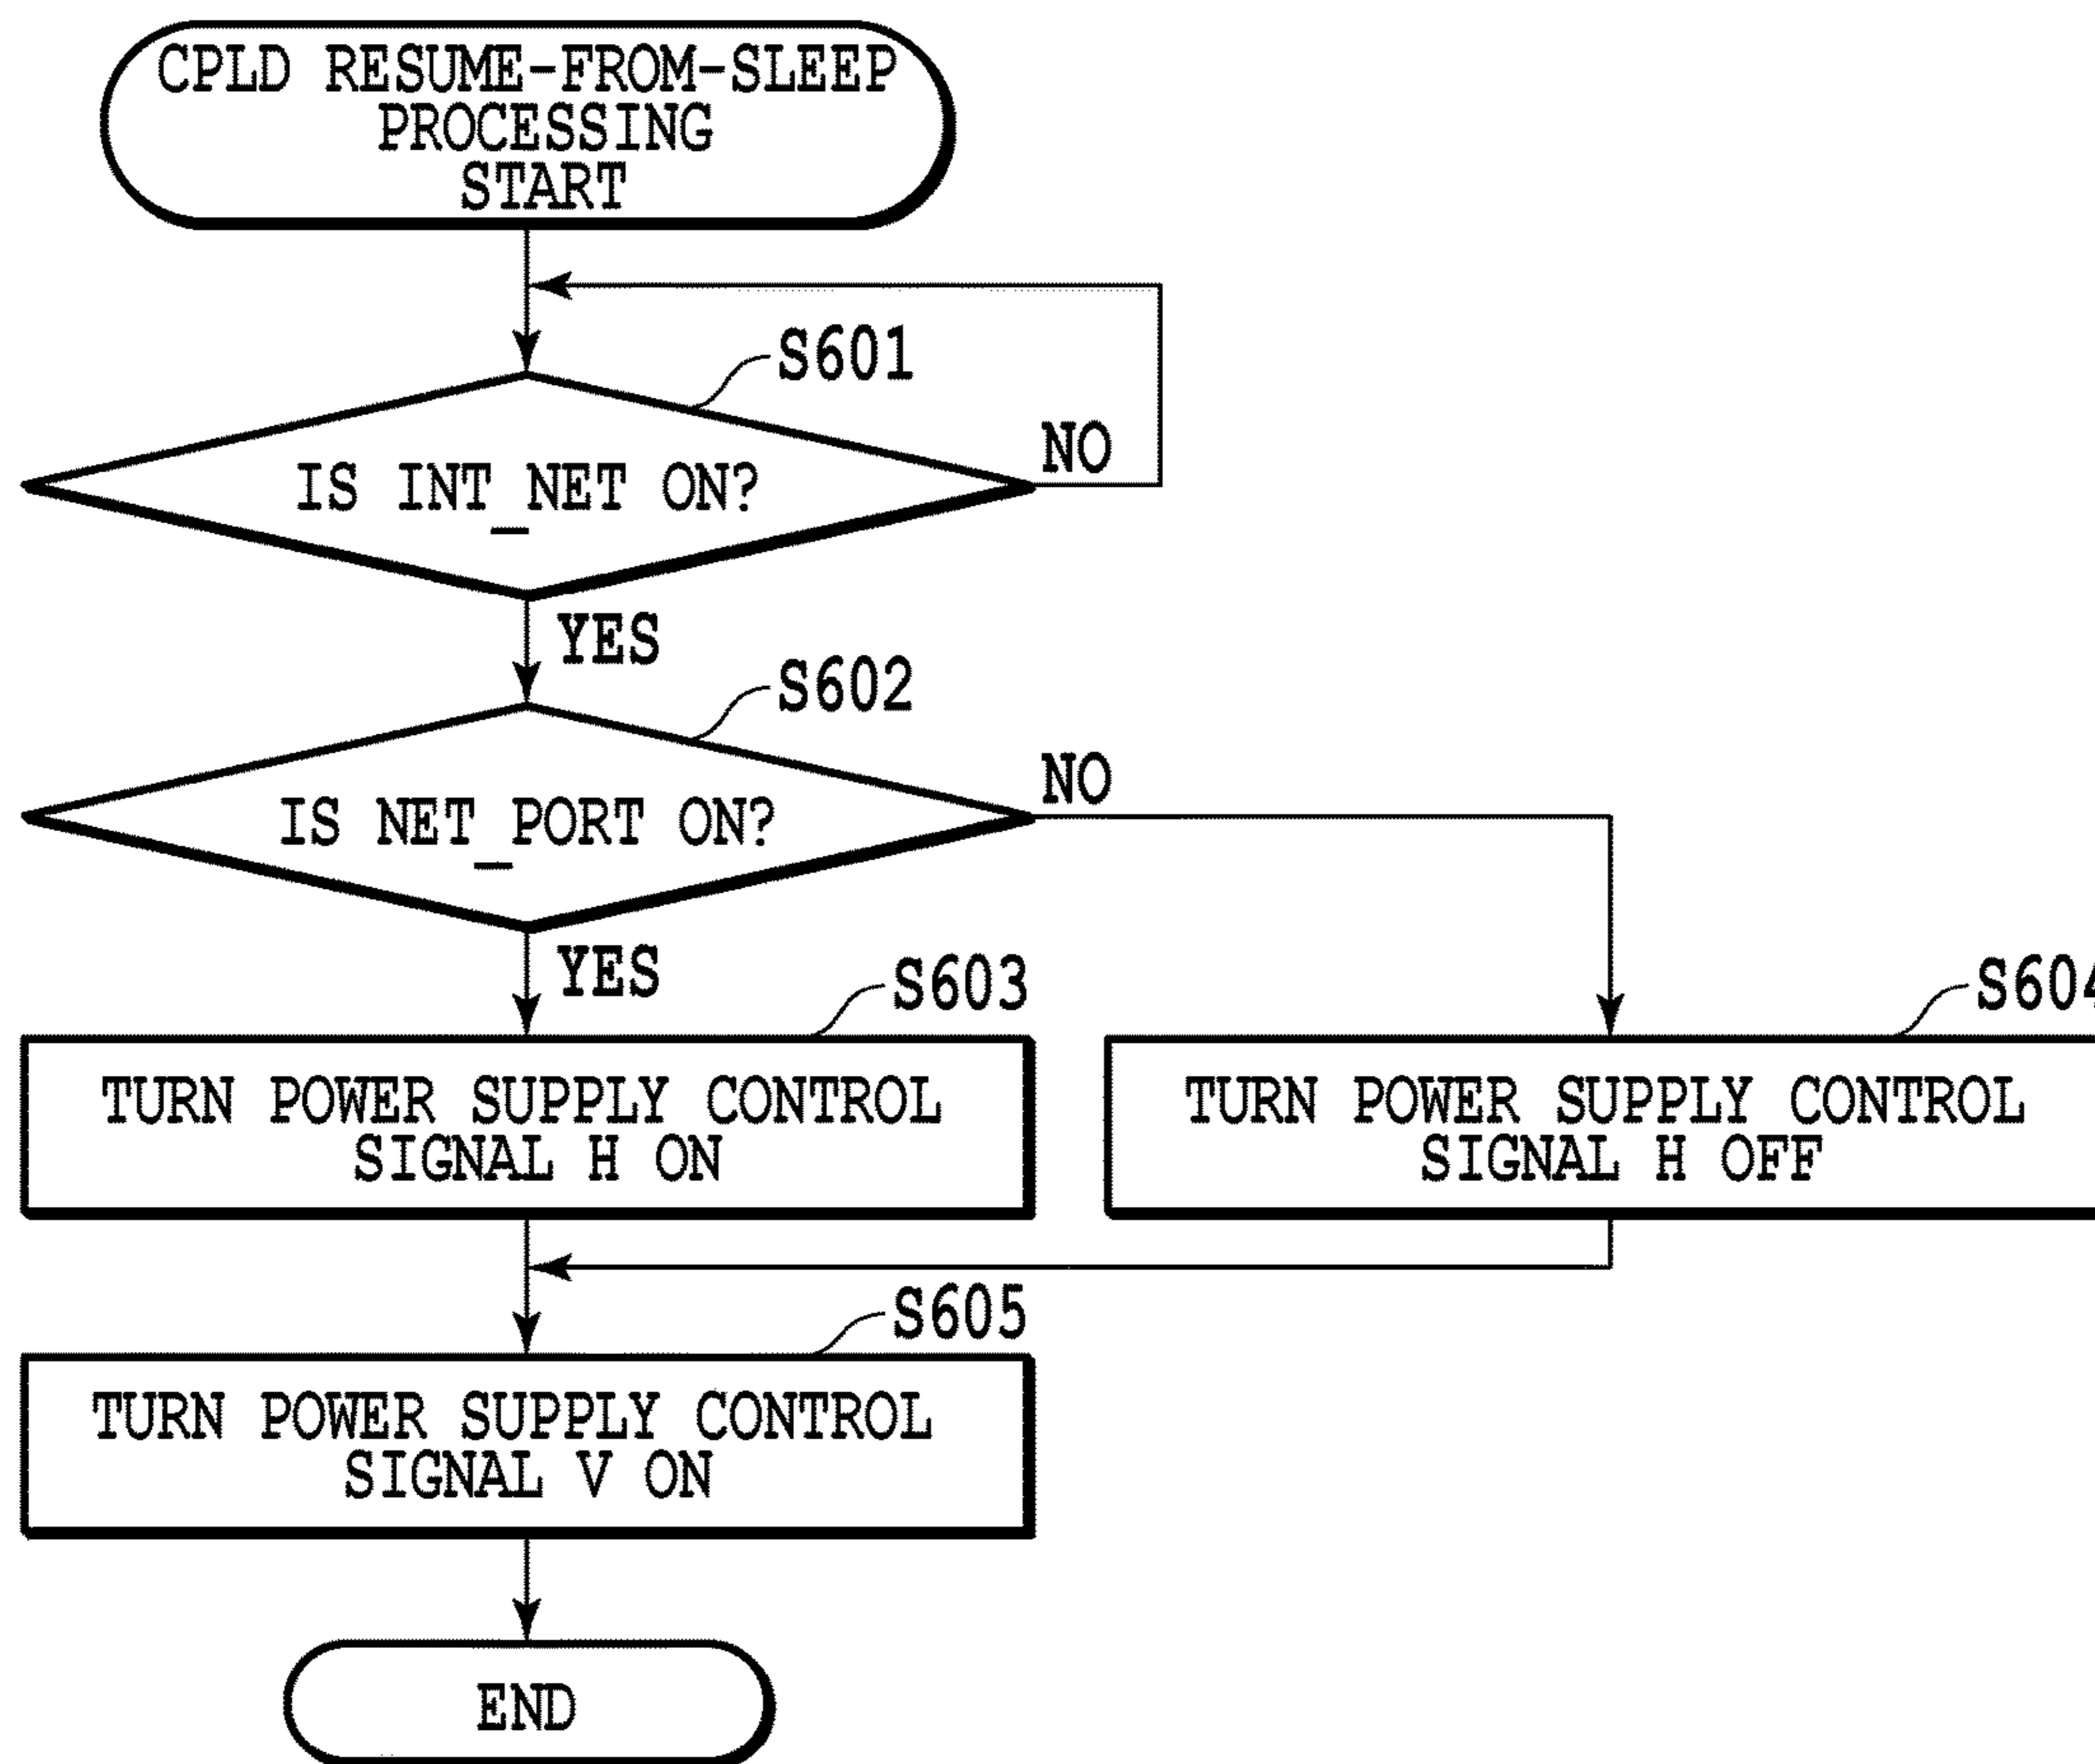 CPLD RESUME-FROM-SLEEP
PROCESSING
START
S601
IS INT_NET ON?
NO
YES
S602
IS NET_PORT ON?
NO
YES
S603
TURN POWER SUPPLY CONTROL
SIGNAL H ON
S604
TURN POWER SUPPLY CONTROL
SIGNAL H OFF
S605
TURN POWER SUPPLY CONTROL
SIGNAL V ON
END